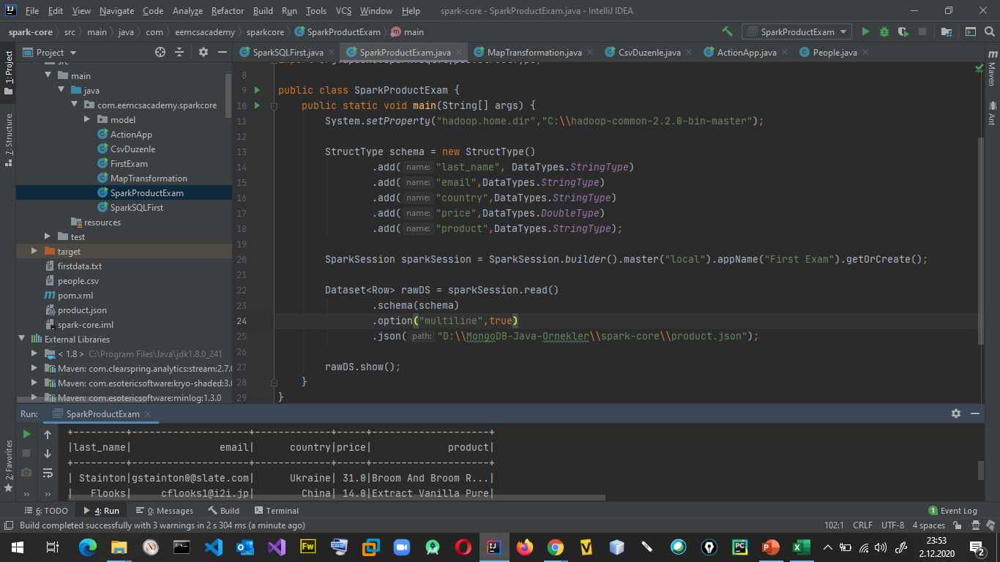 File Edit View Navigate Code Analyze Refactor Build Run Tools VCS Window Help spark-core - SparkProductExam.java - IntelliJ IDEA
spark-core src main java com eemcsacademy sparkcore SparkProductExam main SparkProductExam
Project SparkSQLFirst.java SparkProductExam.java MapTransformation.java CsvDuzenle.java ActionApp.java People.java
1: Project
7: Structure
2: Favorites
Maven
Ant
src
main
java
com.eemcsacademy.sparkcore
model
ActionApp
CsvDuzenle
FirstExam
MapTransformation
SparkProductExam
SparkSQLFirst
resources
test
target
firstdata.txt
people.csv
pom.xml
product.json
spark-core.iml
External Libraries
< 1.8 > C:\Program Files\Java\jdk1.8.0_241
Maven: com.clearspring.analytics:stream:2.7.0
Maven: com.esotericsoftware:kryo-shaded:3.0
Maven: com.esotericsoftware:minlog:1.3.0
8
9 public class SparkProductExam {
10 public static void main(String[] args) {
11 System.setProperty("hadoop.home.dir","C:\\hadoop-common-2.2.0-bin-master");
12
13 StructType schema = new StructType()
14 .add( name: "last_name", DataTypes.StringType)
15 .add( name: "email",DataTypes.StringType)
16 .add( name: "country",DataTypes.StringType)
17 .add( name: "price",DataTypes.DoubleType)
18 .add( name: "product",DataTypes.StringType);
19
20 SparkSession sparkSession = SparkSession.builder().master("local").appName("First Exam").getOrCreate();
21
22 Dataset<Row> rawDS = sparkSession.read()
23 .schema(schema)
24 .option("multiline",true)
25 .json( path: "D:\\MongoDB-Java-Ornekler\\spark-core\\product.json");
26
27 rawDS.show();
28 }
29 }
Run: SparkProductExam
+---------+--------------------+-------------+-----+--------------------+
|last_name| email| country|price| product|
+---------+--------------------+-------------+-----+--------------------+
| Stainton|gstainton0@slate.com| Ukraine| 31.0|Broom And Broom R...|
| Flooks| cflooks1@i2i.jp| China| 14.0|Extract Vanilla Pure|
6: TODO 4: Run 0: Messages Build Terminal 1 Event Log
Build completed successfully with 3 warnings in 2 s 304 ms (a minute ago) 102:1 CRLF UTF-8 4 spaces
23:53
2.12.2020
2